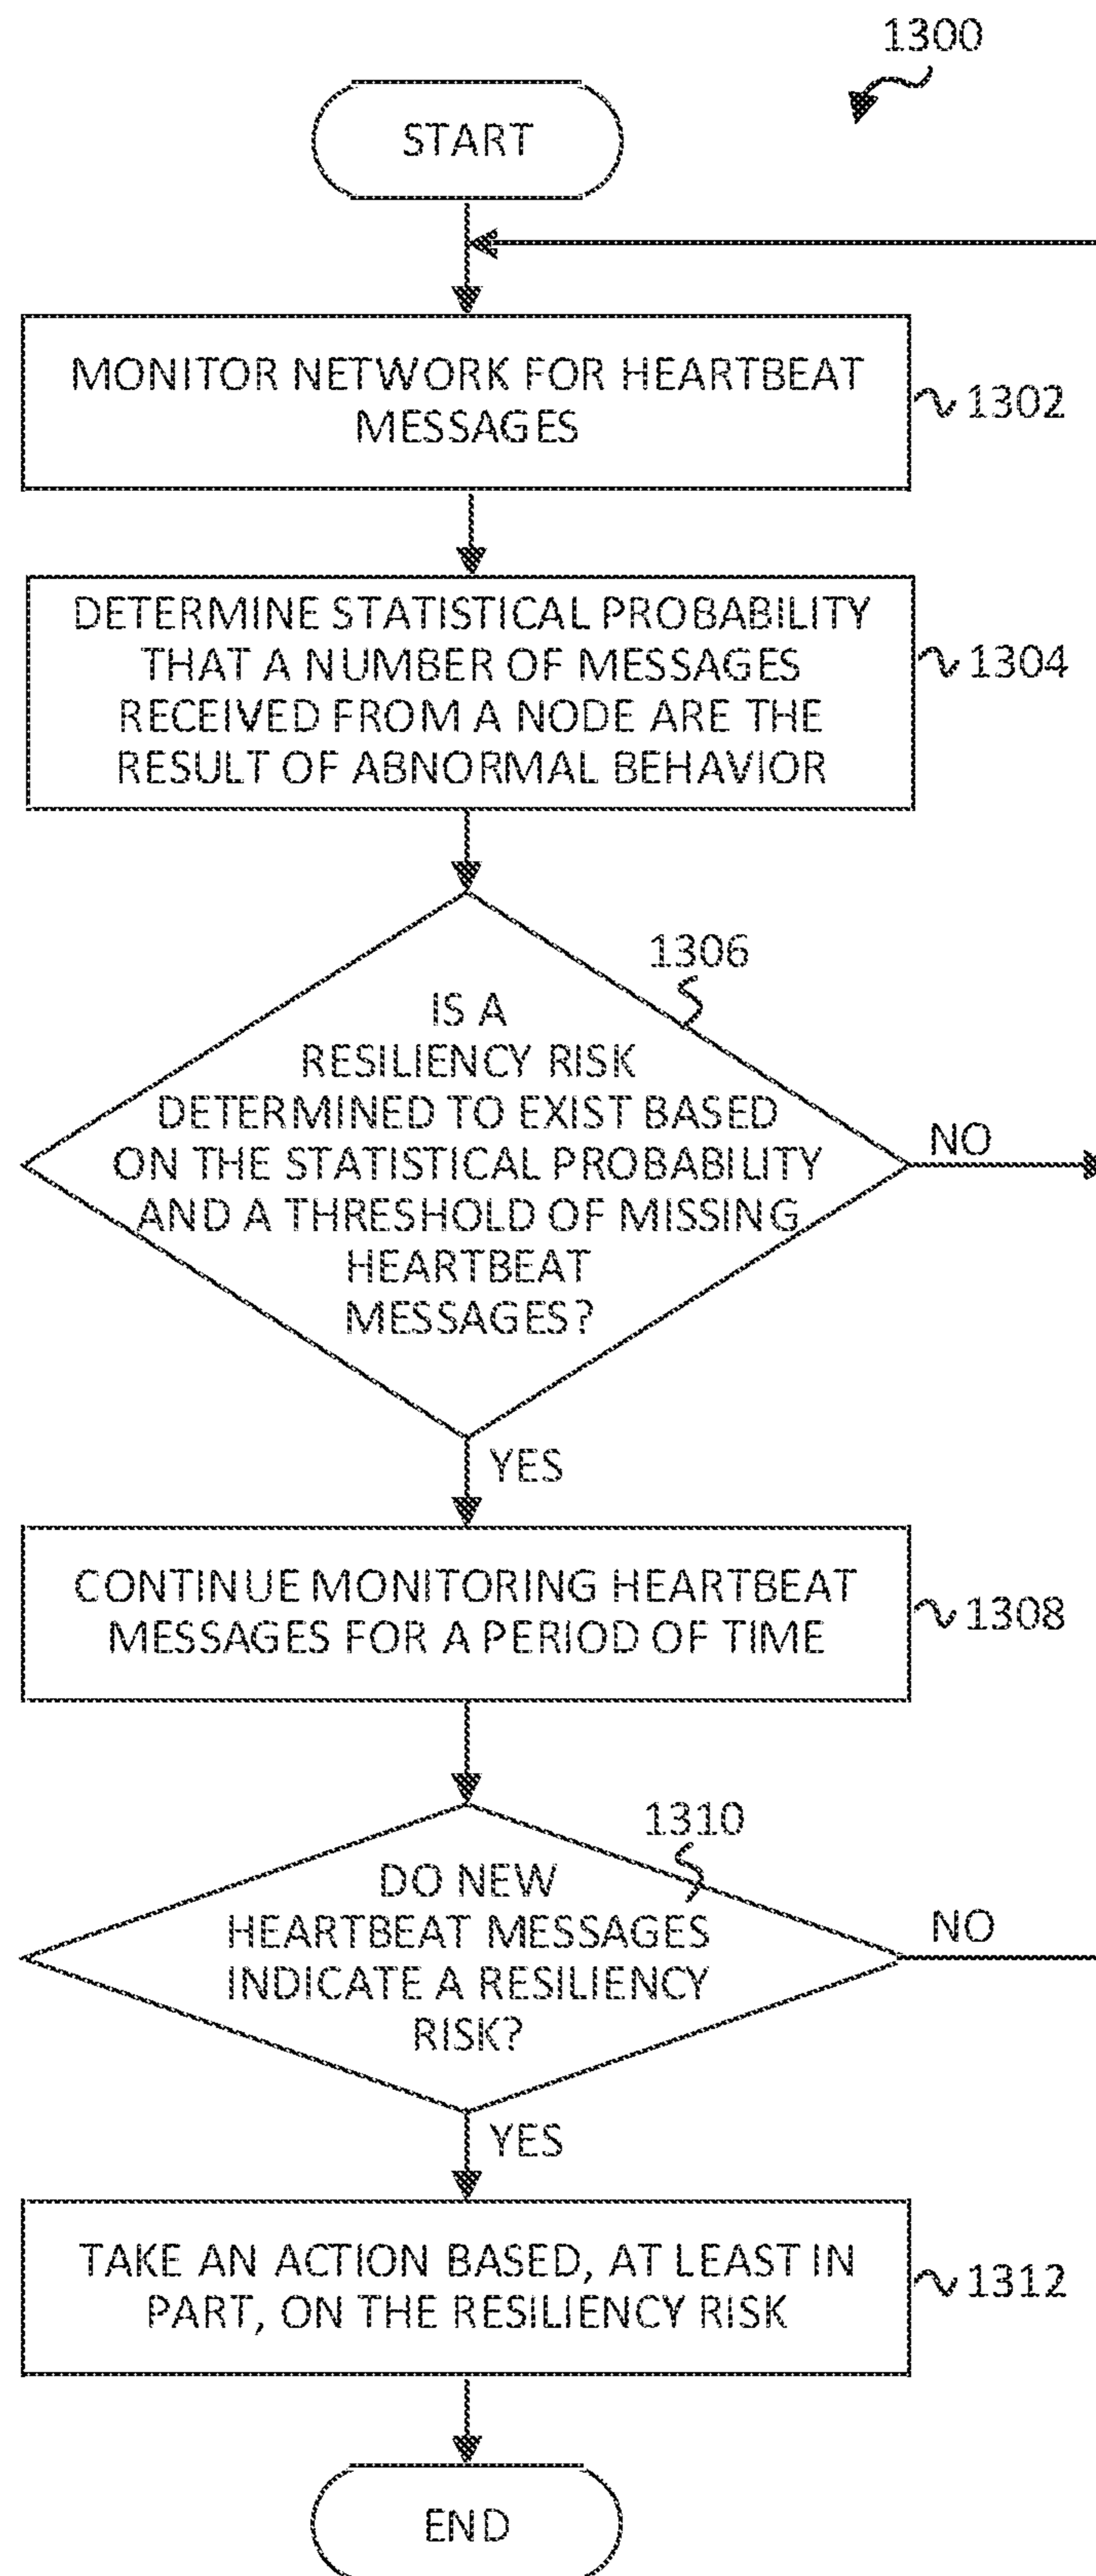 1300
START
MONITOR NETWORK FOR HEARTBEAT
MESSAGES
1302
DETERMINE STATISTICAL PROBABILITY
THAT A NUMBER OF MESSAGES
RECEIVED FROM A NODE ARE THE
RESULT OF ABNORMAL BEHAVIOR
1304
1306
IS A
RESILIENCY RISK
DETERMINED TO EXIST BASED
ON THE STATISTICAL PROBABILITY
AND A THRESHOLD OF MISSING
HEARTBEAT
MESSAGES?
NO
YES
CONTINUE MONITORING HEARTBEAT
MESSAGES FOR A PERIOD OF TIME
1308
1310
DO NEW
HEARTBEAT MESSAGES
INDICATE A RESILIENCY
RISK?
NO
YES
TAKE AN ACTION BASED, AT LEAST IN
PART, ON THE RESILIENCY RISK
1312
END